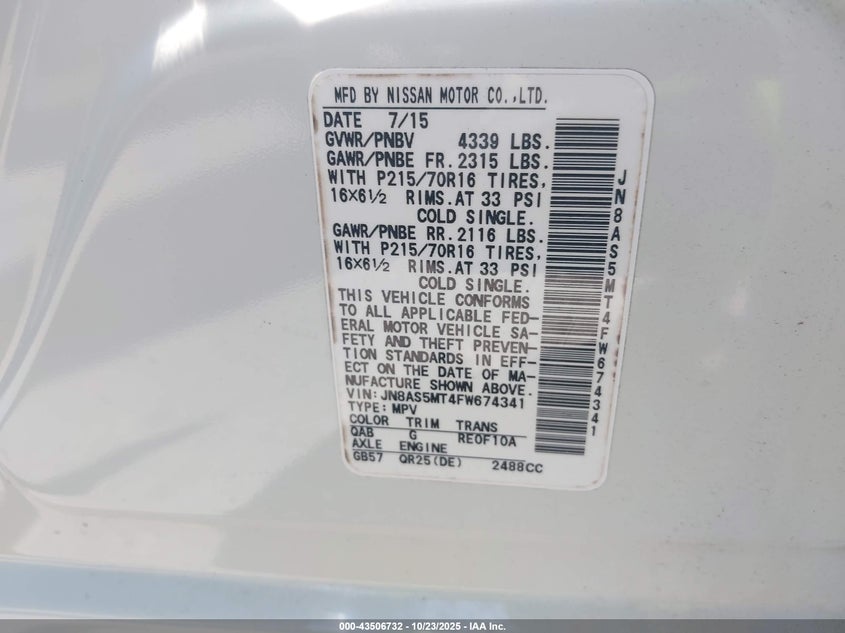 MFD BY NISSAN MOTOR CO.,LTD.
DATE 7/15
GVWR/PNBV 4339 LBS.
GAWR/PNBE FR. 2315 LBS.
WITH P215/70R16 TIRES,
16×6½ RIMS. AT 33 PSI
COLD SINGLE.
GAWR/PNBE RR. 2116 LBS.
WITH P215/70R16 TIRES,
16×6½ RIMS. AT 33 PSI
COLD SINGLE.
THIS VEHICLE CONFORMS
TO ALL APPLICABLE FED-
ERAL MOTOR VEHICLE SA-
FETY AND THEFT PREVEN-
TION STANDARDS IN EFF-
ECT ON THE DATE OF MA-
NUFACTURE SHOWN ABOVE.
VIN: JN8AS5MT4FW674341
TYPE: MPV
COLOR TRIM TRANS
QAB G RE0F10A
AXLE ENGINE
GB57 QR25(DE) 2488CC
JN8AS5MT4FW674341
000-43506732 - 10/23/2025 - IAA Inc.